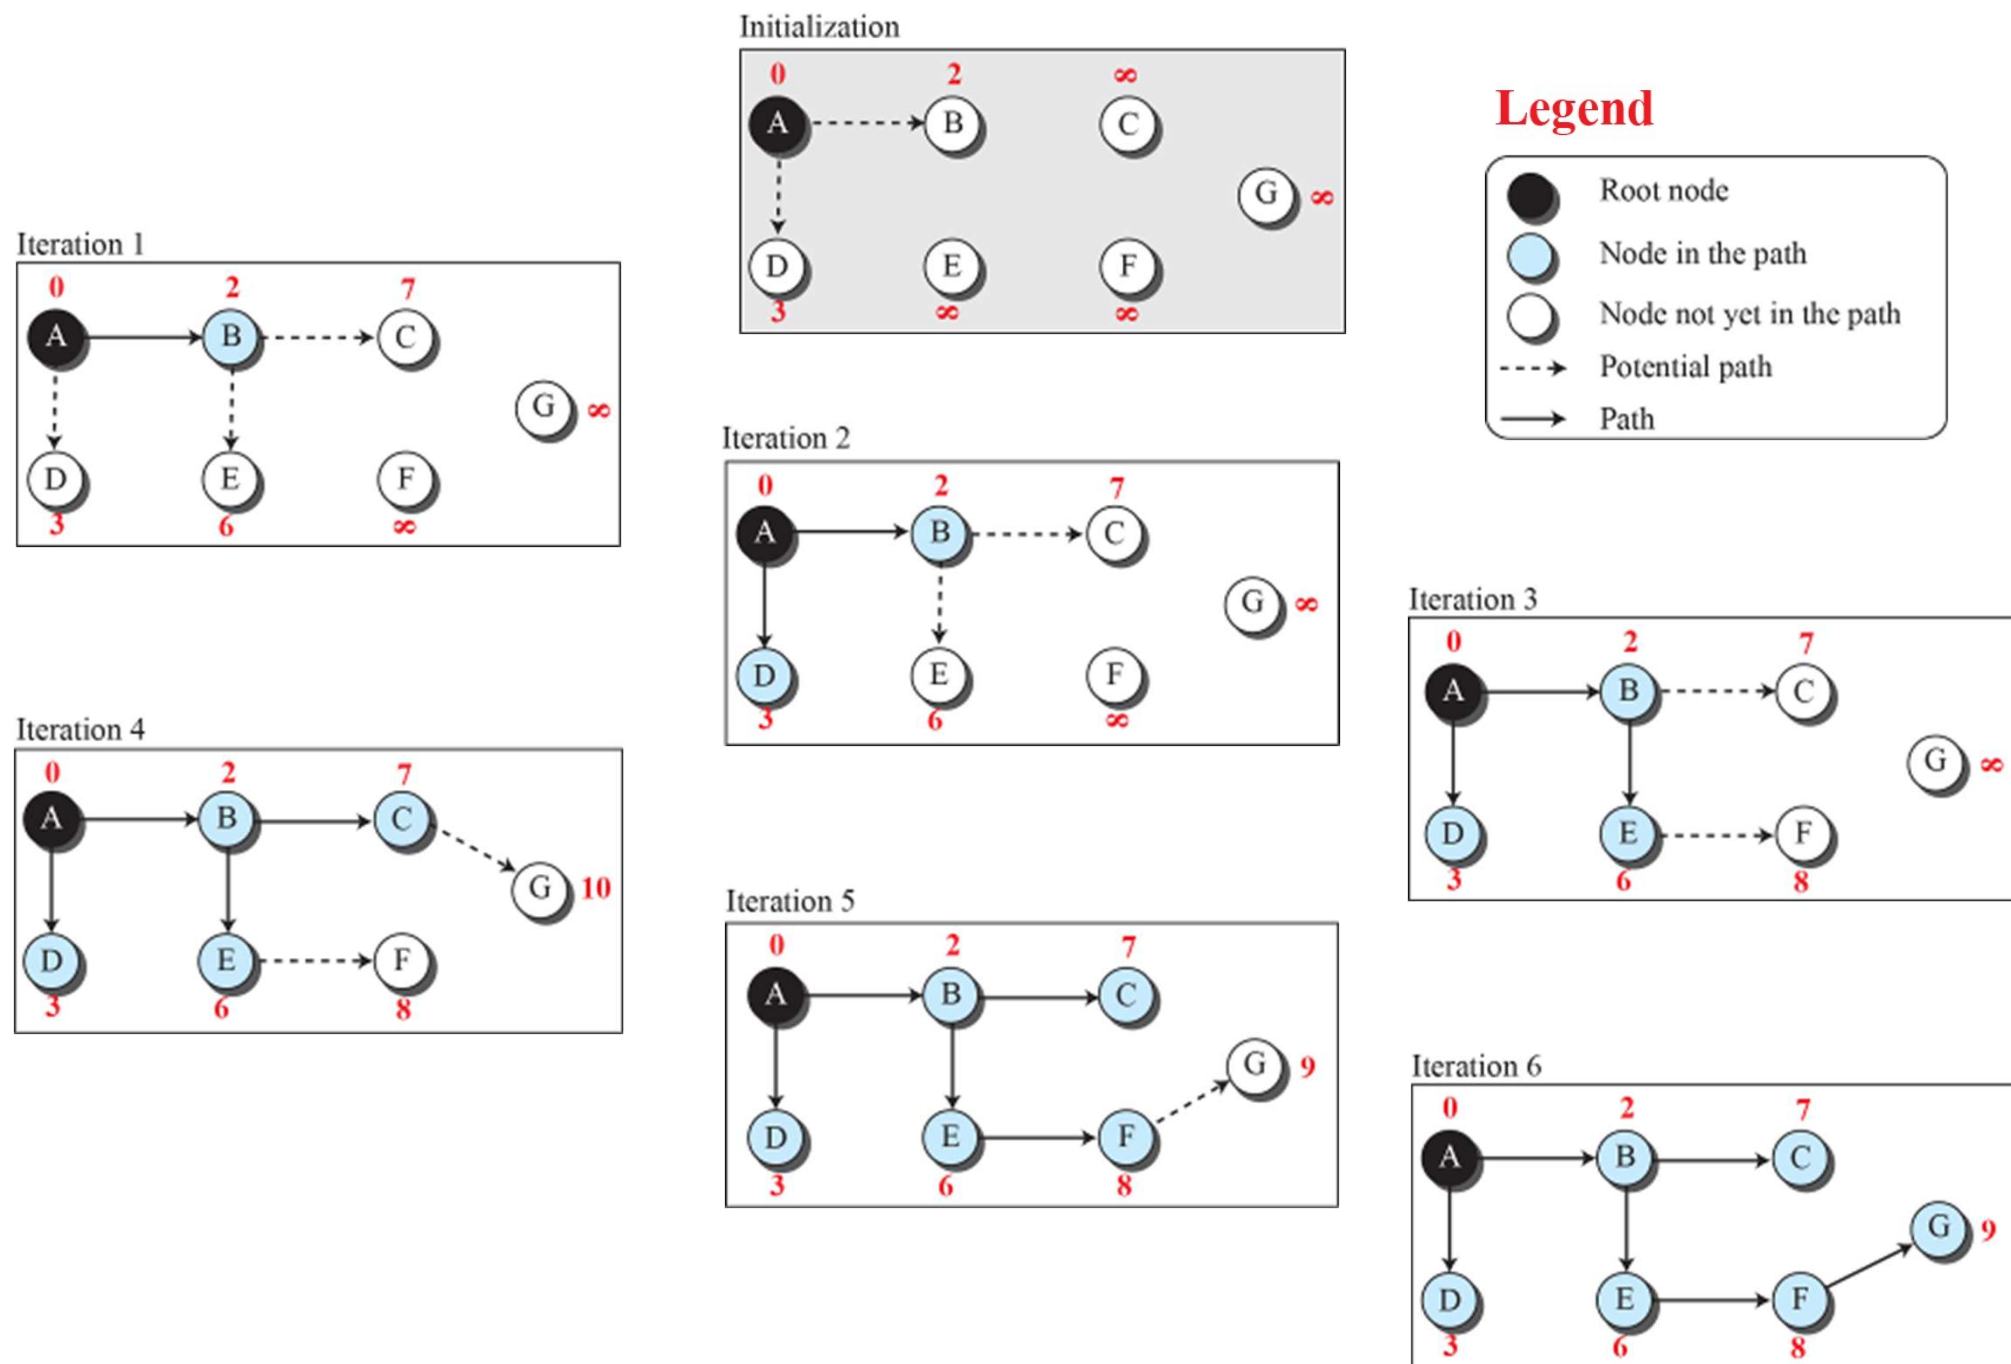 Initialization
0 2 ∞
A B C
G ∞
D E F
3 ∞ ∞
Legend
Root node
Node in the path
Node not yet in the path
Potential path
Path
Iteration 1
0 2 7
A B C
G ∞
D E F
3 6 ∞
Iteration 2
0 2 7
A B C
G ∞
D E F
3 6 ∞
Iteration 3
0 2 7
A B C
G ∞
D E F
3 6 8
Iteration 4
0 2 7
A B C
G 10
D E F
3 6 8
Iteration 5
0 2 7
A B C
G 9
D E F
3 6 8
Iteration 6
0 2 7
A B C
G 9
D E F
3 6 8